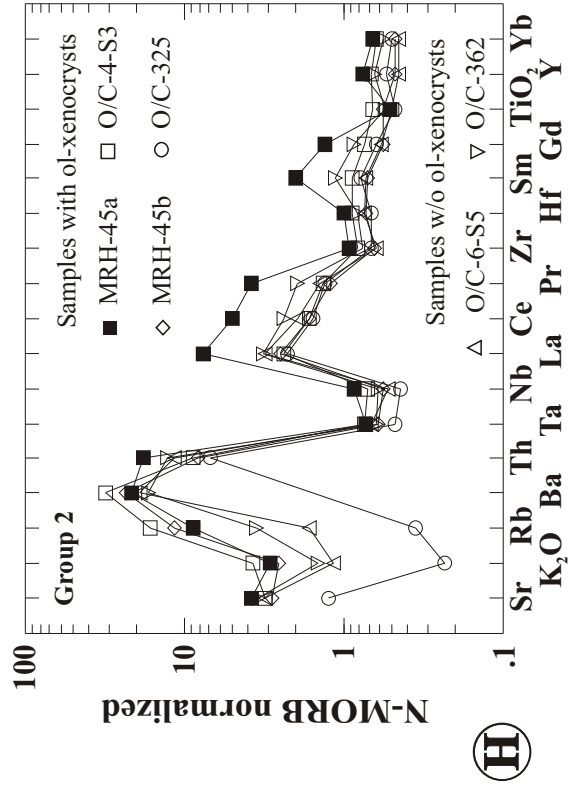 Group 2
Samples with ol-xenocrysts
MRH-45a
O/C-4-S3
MRH-45b
O/C-325
Samples w/o ol-xenocrysts
O/C-6-S5
O/C-362
N-MORB normalized
100
10
1
.1
Sr K₂O Rb Ba Th Ta Nb La Ce Pr Zr Hf Sm Gd TiO₂ Y Yb
H